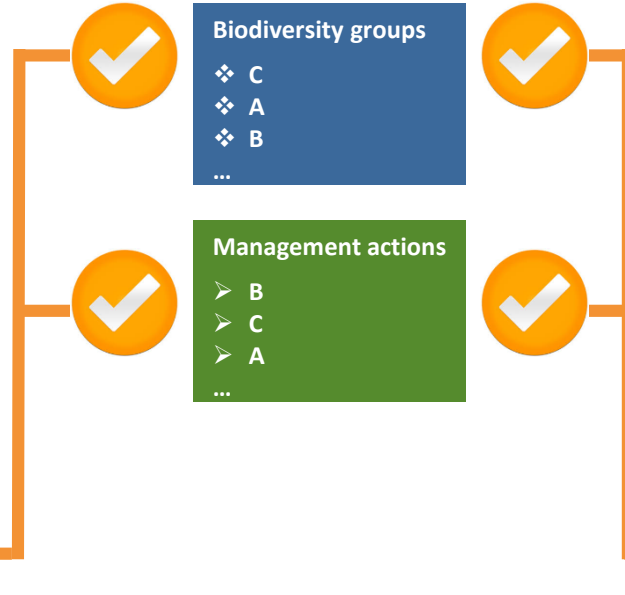 Biodiversity groups
❖ C
❖ A
❖ B
...
Management actions
➢ B
➢ C
➢ A
...